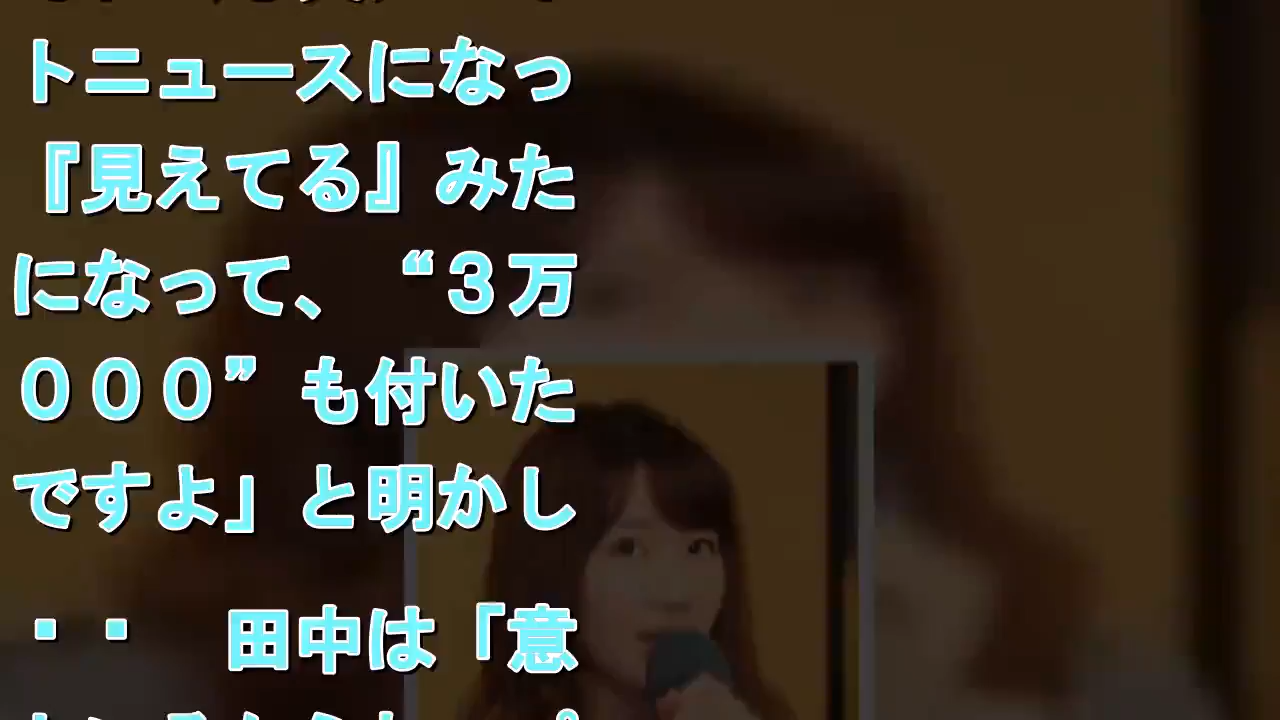 トニュースになっ
『見えてる』みた
になって、“３万
０００”も付いた
ですよ」と明かし
・・　田中は「意